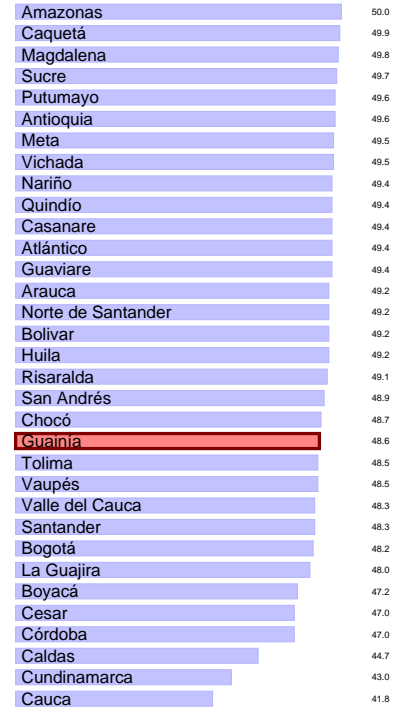 Amazonas 50.0
Caquetá 49.9
Magdalena 49.8
Sucre 49.7
Putumayo 49.6
Antioquia 49.6
Meta 49.5
Vichada 49.5
Nariño 49.4
Quindío 49.4
Casanare 49.4
Atlántico 49.4
Guaviare 49.4
Arauca 49.2
Norte de Santander 49.2
Bolivar 49.2
Huila 49.2
Risaralda 49.1
San Andrés 48.9
Chocó 48.7
Guainía 48.6
Tolima 48.5
Vaupés 48.5
Valle del Cauca 48.3
Santander 48.3
Bogotá 48.2
La Guajira 48.0
Boyacá 47.2
Cesar 47.0
Córdoba 47.0
Caldas 44.7
Cundinamarca 43.0
Cauca 41.8